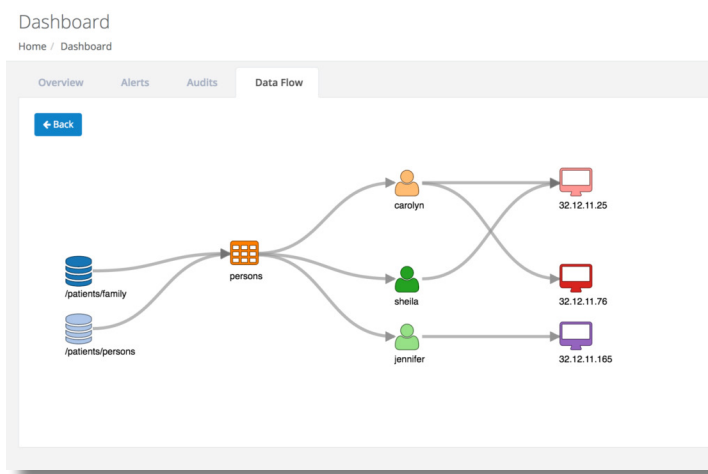 Dashboard
Home / Dashboard
Overview Alerts Audits Data Flow
← Back
carolyn
32.12.11.25
persons
/patients/family
sheila
32.12.11.76
/patients/persons
jennifer
32.12.11.165